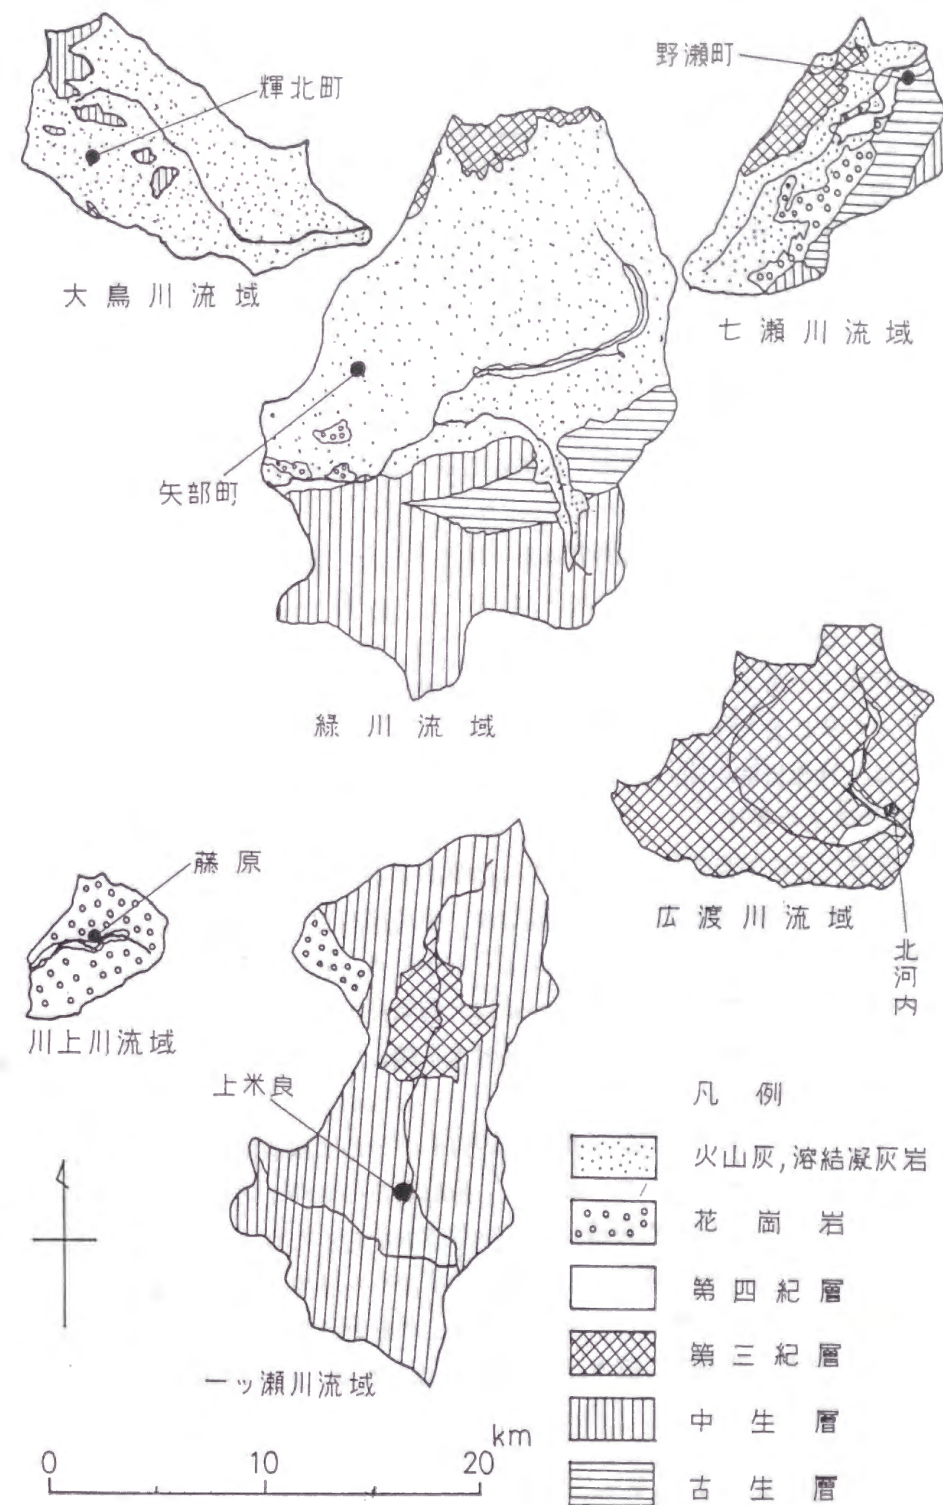 輝北町
野瀬町
大鳥川流域
七瀬川流域
矢部町
緑川流域
藤原
川上川流域
広渡川流域
北河内
上米良
一ッ瀬川流域
凡例
火山灰,溶結凝灰岩
花崗岩
第四紀層
第三紀層
中生層
古生層
0 10 20 km